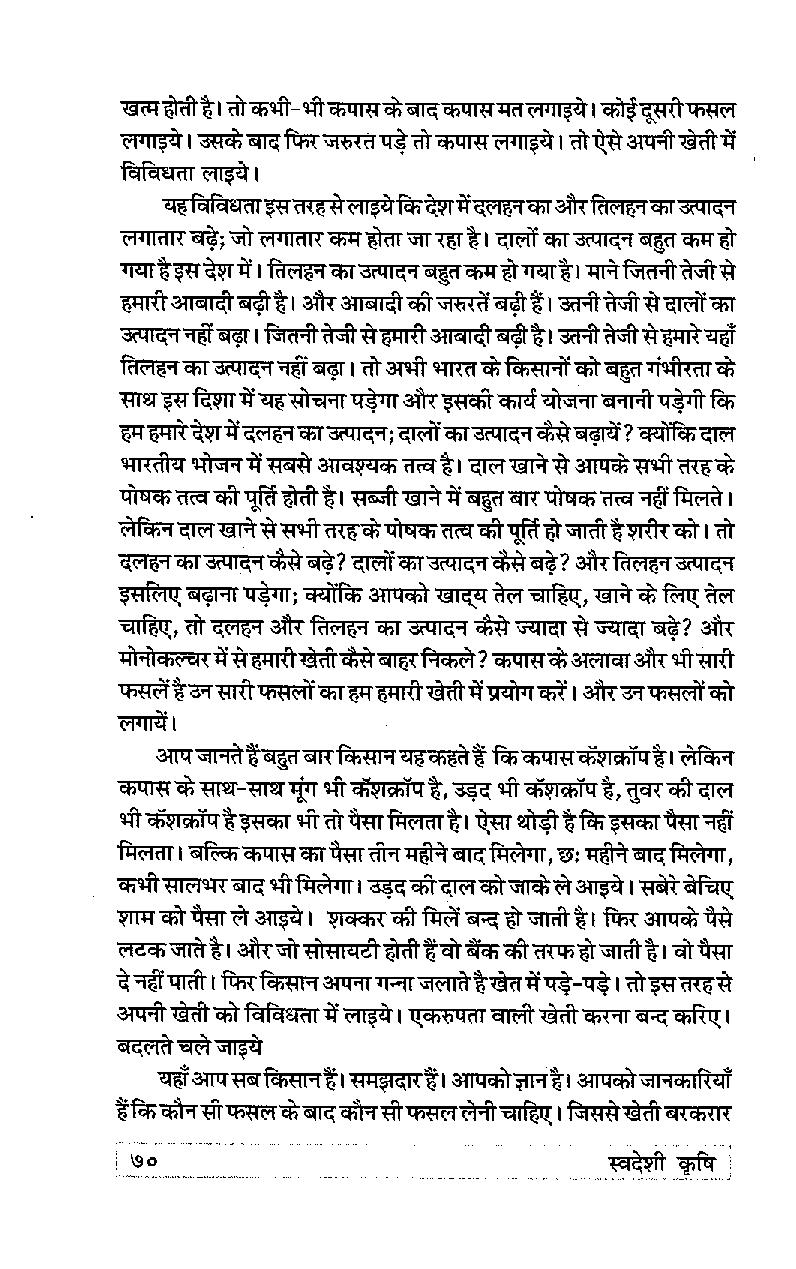 खत्म होती है। तो कभी-भी कपास के बाद कपास मत लगाइये। कोई दूसरी फसल
लगाइये। उसके बाद फिर जरुरत पड़े तो कपास लगाइये। तो ऐसे अपनी खेती में
विविधता लाइये।
यह विविधता इस तरह से लाइये कि देश में दलहन का और तिलहन का उत्पादन
लगातार बढ़े; जो लगातार कम होता जा रहा है। दालों का उत्पादन बहुत कम हो
गया है इस देश में। तिलहन का उत्पादन बहुत कम हो गया है। माने जितनी तेजी से
हमारी आबादी बढ़ी है। और आबादी की जरुरतें बढ़ी हैं। उतनी तेजी से दालों का
उत्पादन नहीं बढ़ा। जितनी तेजी से हमारी आबादी बढ़ी है। उतनी तेजी से हमारे यहाँ
तिलहन का उत्पादन नहीं बढ़ा। तो अभी भारत के किसानों को बहुत गंभीरता के
साथ इस दिशा में यह सोचना पड़ेगा और इसकी कार्य योजना बनानी पड़ेगी कि
हम हमारे देश में दलहन का उत्पादन; दालों का उत्पादन कैसे बढ़ायें? क्योंकि दाल
भारतीय भोजन में सबसे आवश्यक तत्व है। दाल खाने से आपके सभी तरह के
पोषक तत्व की पूर्ति होती है। सब्जी खाने में बहुत बार पोषक तत्व नहीं मिलते।
लेकिन दाल खाने से सभी तरह के पोषक तत्व की पूर्ति हो जाती है शरीर को। तो
दलहन का उत्पादन कैसे बढ़े? दालों का उत्पादन कैसे बढ़े? और तिलहन उत्पादन
इसलिए बढ़ाना पड़ेगा; क्योंकि आपको खाद्य तेल चाहिए, खाने के लिए तेल
चाहिए, तो दलहन और तिलहन का उत्पादन कैसे ज्यादा से ज्यादा बढ़े? और
मोनोकल्चर में से हमारी खेती कैसे बाहर निकले? कपास के अलावा और भी सारी
फसलें है उन सारी फसलों का हम हमारी खेती में प्रयोग करें। और उन फसलों को
लगायें।
आप जानते हैं बहुत बार किसान यह कहते हैं कि कपास कॅशक्रॉप है। लेकिन
कपास के साथ-साथ मूंग भी कॅशक्रॉप है, उड़द भी कॅशक्रॉप है, तुवर की दाल
भी कॅशक्रॉप है इसका भी तो पैसा मिलता है। ऐसा थोड़ी है कि इसका पैसा नहीं
मिलता। बल्कि कपास का पैसा तीन महीने बाद मिलेगा, छः महीने बाद मिलेगा,
कभी सालभर बाद भी मिलेगा। उड़द की दाल को जाके ले आइये। सबेरे बेचिए
शाम को पैसा ले आइये। शक्कर की मिलें बन्द हो जाती है। फिर आपके पैसे
लटक जाते है। और जो सोसायटी होती हैं वो बैंक की तरफ हो जाती है। वो पैसा
दे नहीं पाती। फिर किसान अपना गन्ना जलाते है खेत में पड़े-पड़े। तो इस तरह से
अपनी खेती को विविधता में लाइये। एकरुपता वाली खेती करना बन्द करिए।
बदलते चले जाइये
यहाँ आप सब किसान हैं। समझदार हैं। आपको ज्ञान है। आपको जानकारियाँ
हैं कि कौन सी फसल के बाद कौन सी फसल लेनी चाहिए। जिससे खेती बरकरार
७० स्वदेशी कृषि